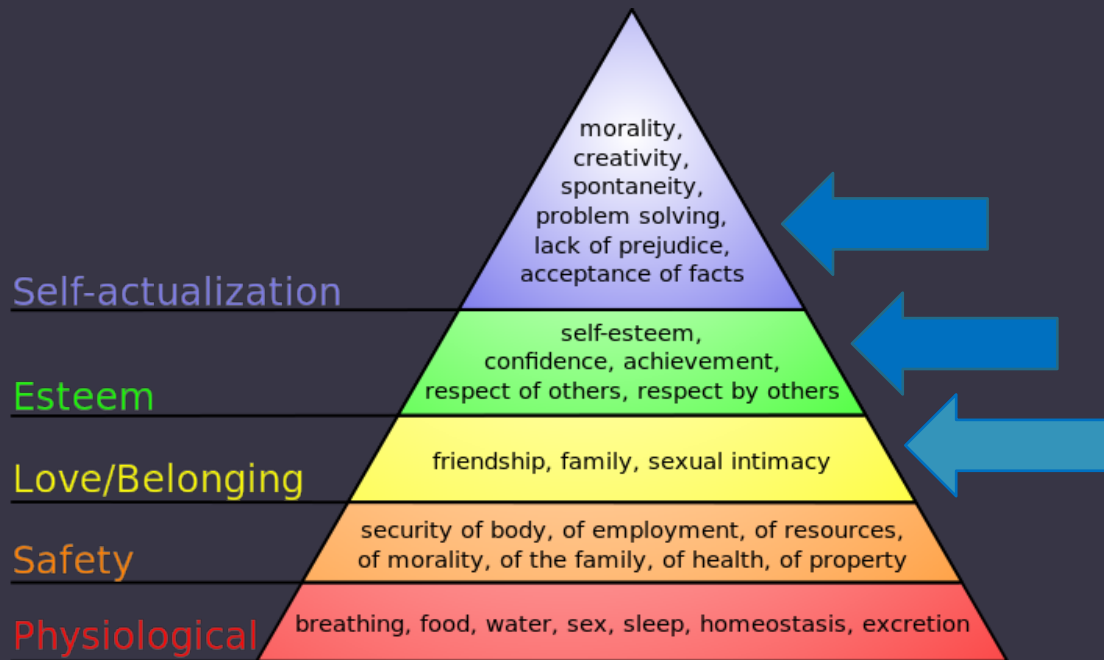 morality,
creativity,
spontaneity,
problem solving,
lack of prejudice,
acceptance of facts
Self-actualization
self-esteem,
confidence, achievement,
respect of others, respect by others
Esteem
friendship, family, sexual intimacy
Love/Belonging
security of body, of employment, of resources,
of morality, of the family, of health, of property
Safety
breathing, food, water, sex, sleep, homeostasis, excretion
Physiological